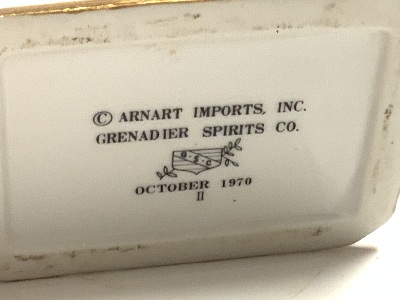 © ARNART IMPORTS, INC.
GRENADIER SPIRITS CO.
G.S.C
OCTOBER 1970
II